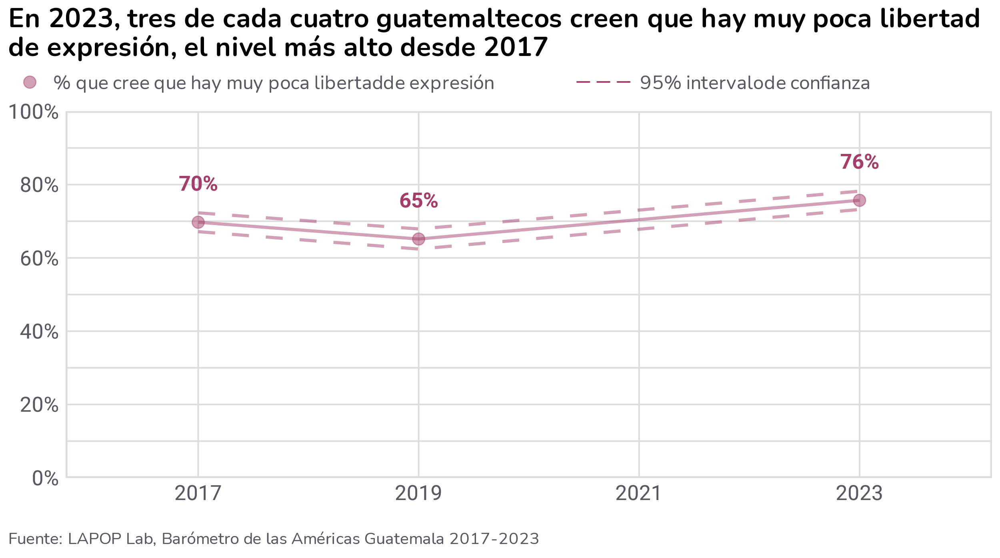 En 2023, tres de cada cuatro guatemaltecos creen que hay muy poca libertad
de expresión, el nivel más alto desde 2017
% que cree que hay muy poca libertadde expresión
95% intervalode confianza
100%
80%
60%
40%
20%
0%
70%
65%
76%
2017
2019
2021
2023
Fuente: LAPOP Lab, Barómetro de las Américas Guatemala 2017-2023